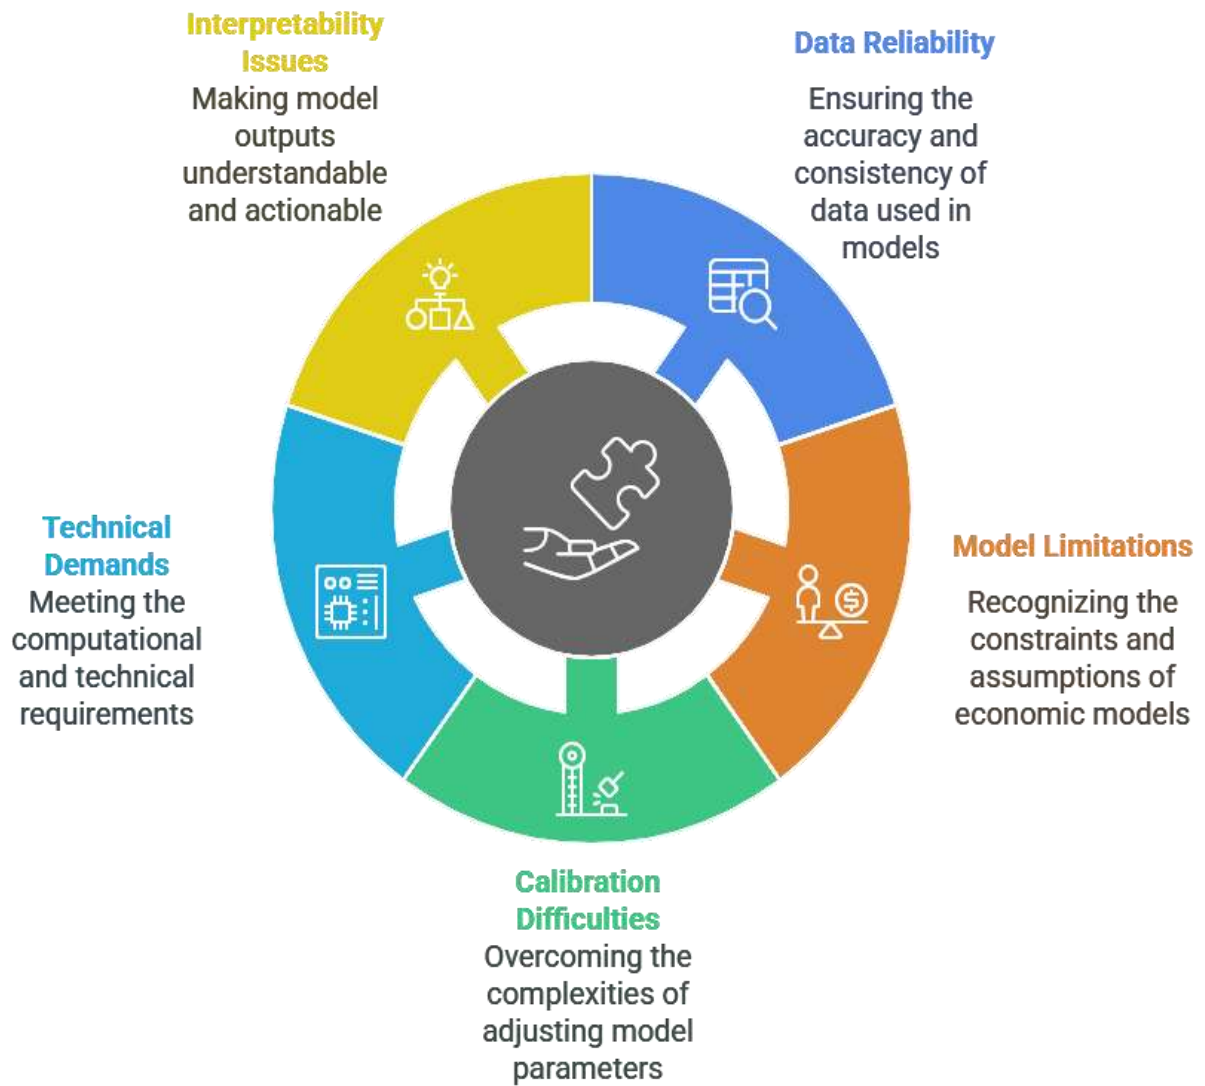 Interpretability
Issues
Making model
outputs
understandable
and actionable
Data Reliability
Ensuring the
accuracy and
consistency of
data used in
models
Technical
Demands
Meeting the
computational
and technical
requirements
Model Limitations
Recognizing the
constraints and
assumptions of
economic models
Calibration
Difficulties
Overcoming the
complexities of
adjusting model
parameters